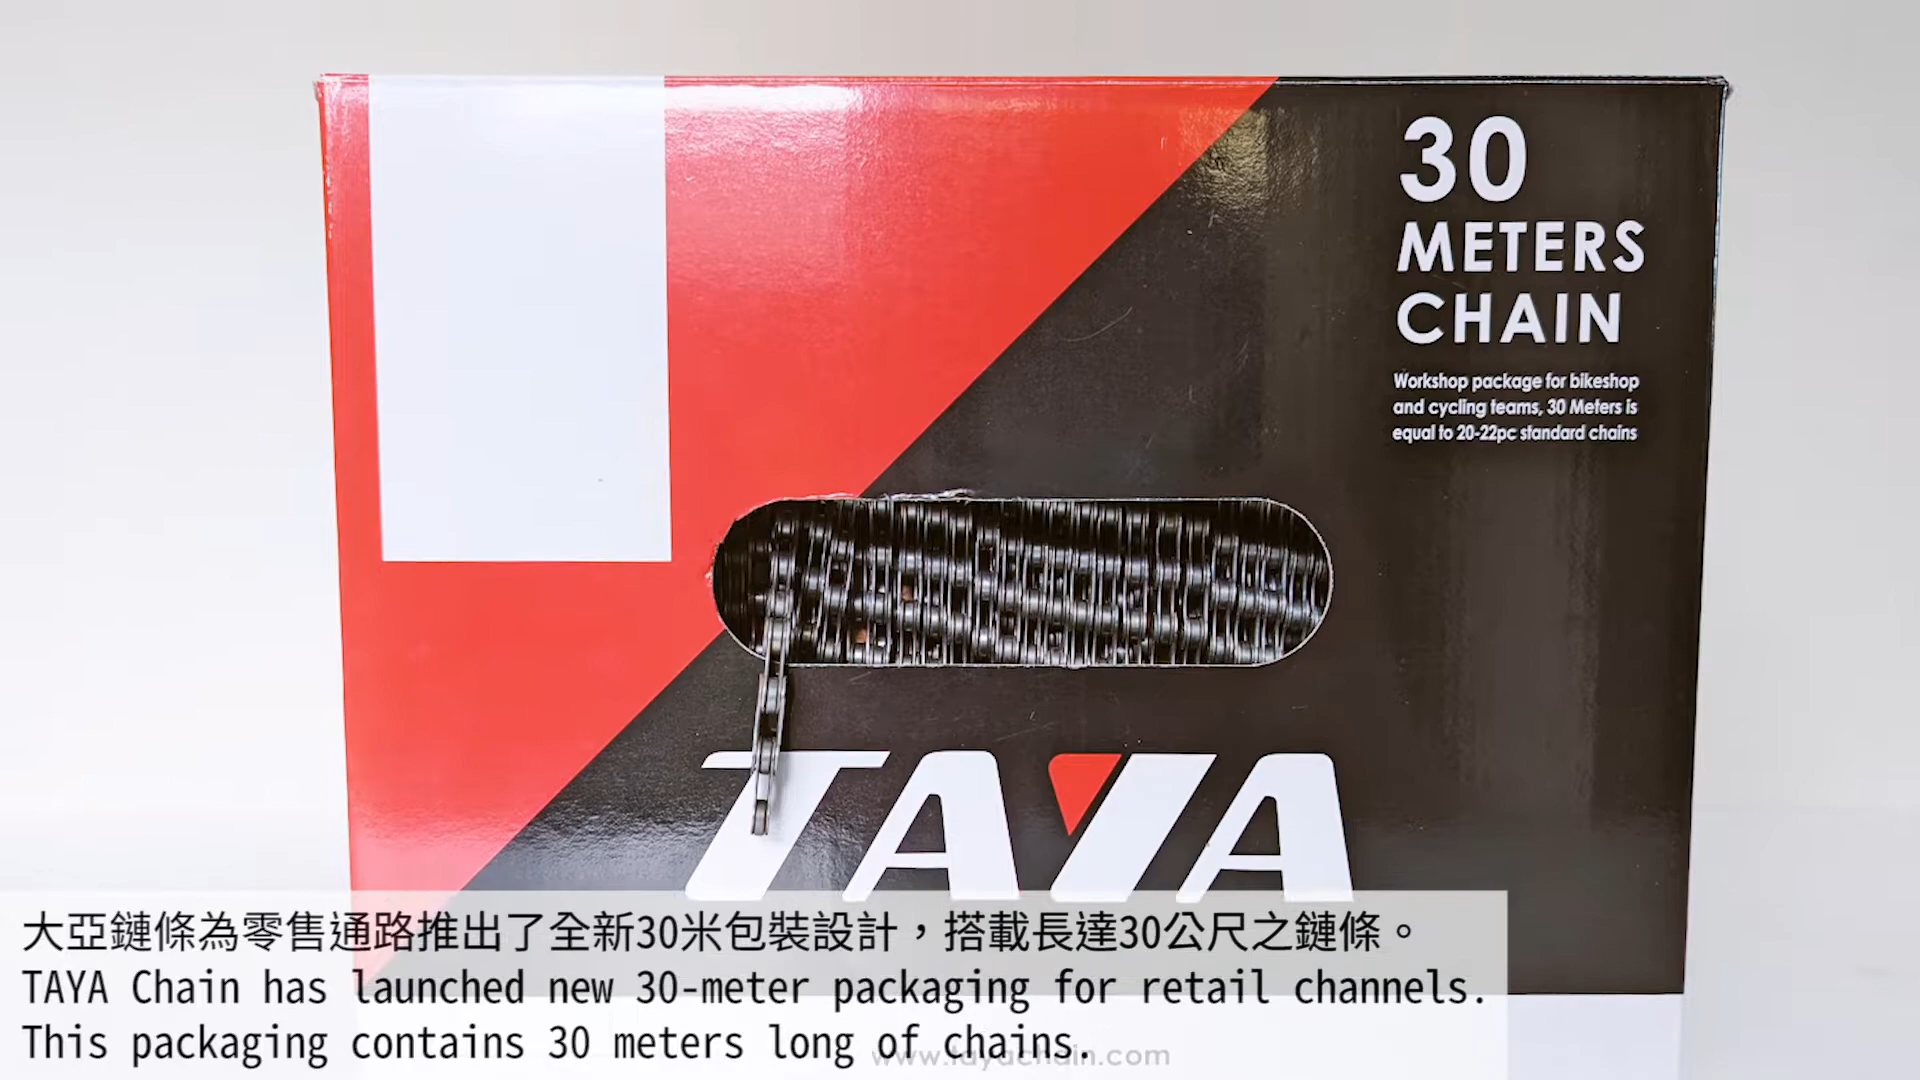 30
METERS
CHAIN
Workshop package for bikeshop
and cycling teams, 30 Meters is
equal to 20-22pc standard chains
TAYA
大亞鏈條為零售通路推出了全新30米包裝設計，搭載長達30公尺之鏈條。
TAYA Chain has launched new 30-meter packaging for retail channels.
This packaging contains 30 meters long of chains.
www.tayachain.com